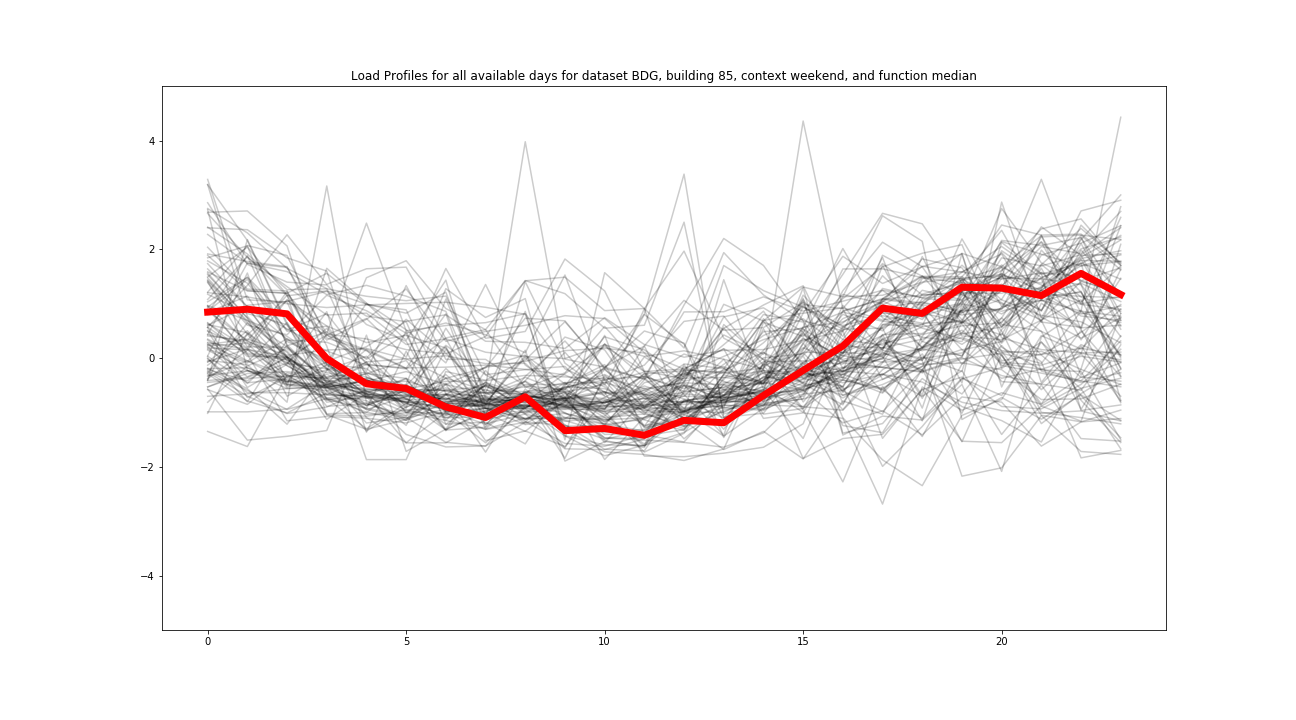 Load Profiles for all available days for dataset BDG, building 85, context weekend, and function median
4
2
0
−2
−4
0 5 10 15 20